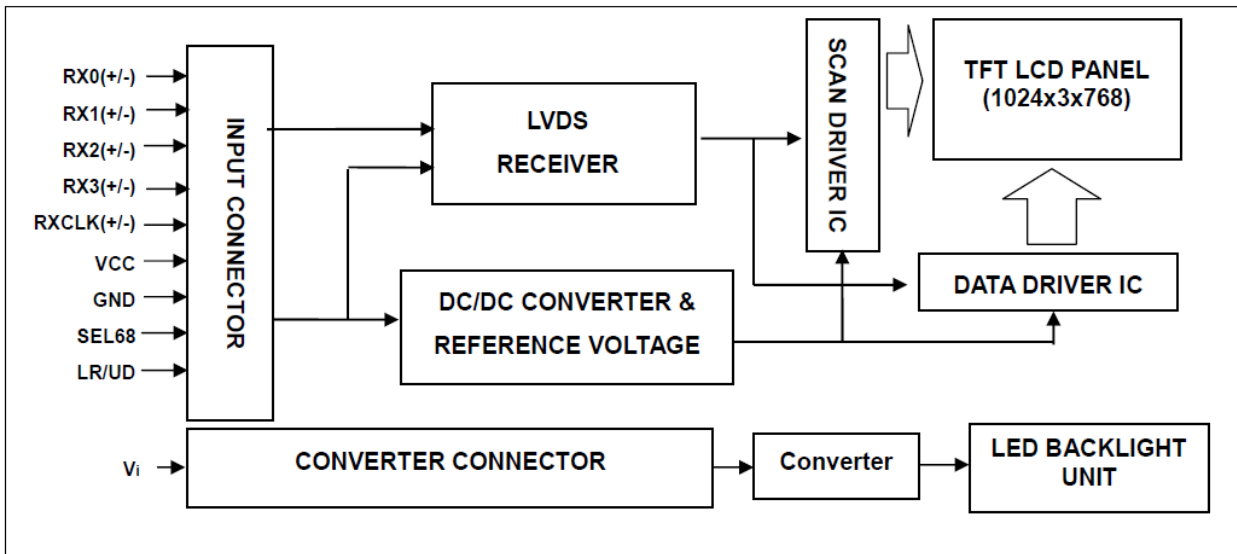 RX0(+/-)
RX1(+/-)
RX2(+/-)
RX3(+/-)
RXCLK(+/-)
VCC
GND
SEL68
LR/UD
INPUT CONNECTOR
LVDS
RECEIVER
DC/DC CONVERTER &
REFERENCE VOLTAGE
SCAN DRIVER IC
TFT LCD PANEL
(1024x3x768)
DATA DRIVER IC
Vi
CONVERTER CONNECTOR
Converter
LED BACKLIGHT
UNIT